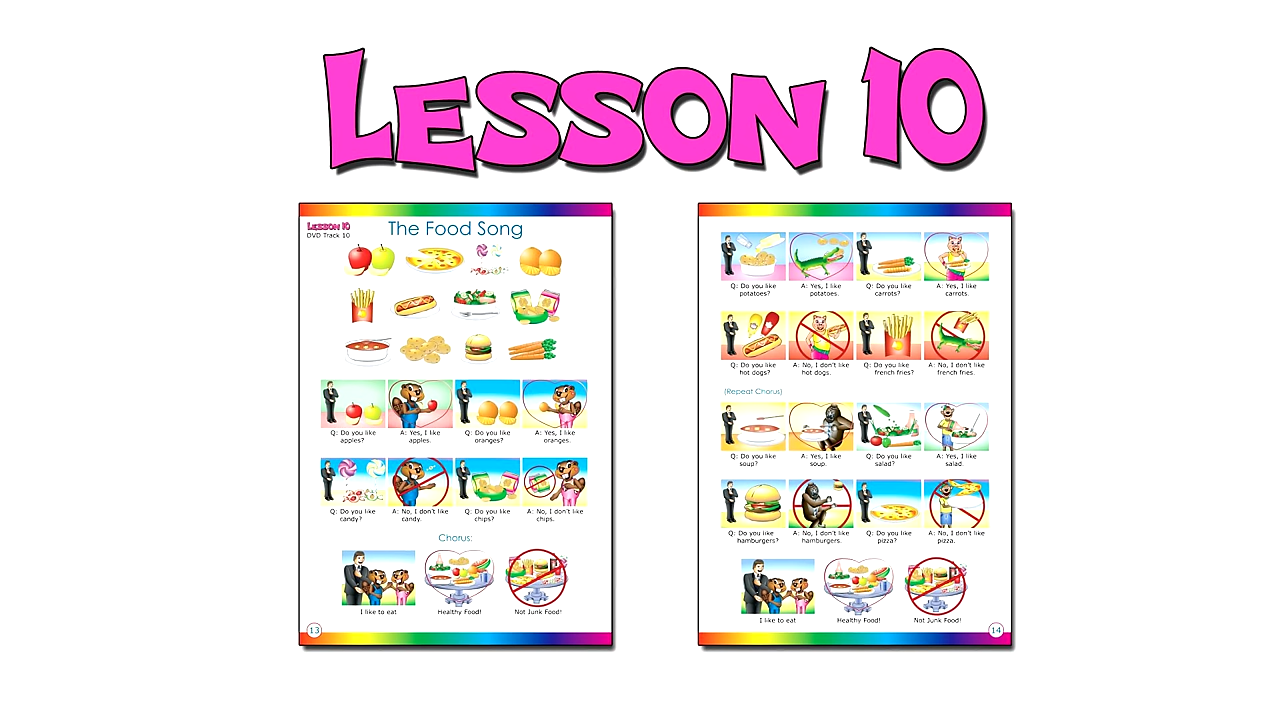 LESSON 10
LESSON 10
DVD Track 10
The Food Song
Q: Do you like
apples?
A: Yes, I like
apples.
Q: Do you like
oranges?
A: Yes, I like
oranges.
Q: Do you like
candy?
A: No, I don't like
candy.
Q: Do you like
chips?
A: No, I don't like
chips.
Chorus:
I like to eat
Healthy Food!
Not Junk Food!
13
Q: Do you like
potatoes?
A: Yes, I like
potatoes.
Q: Do you like
carrots?
A: Yes, I like
carrots.
Q: Do you like
hot dogs?
A: No, I don't like
hot dogs.
Q: Do you like
french fries?
A: No, I don't like
french fries.
(Repeat Chorus)
Q: Do you like
soup?
A: Yes, I like
soup.
Q: Do you like
salad?
A: Yes, I like
salad.
Q: Do you like
hamburgers?
A: No, I don't like
hamburgers.
Q: Do you like
pizza?
A: No, I don't like
pizza.
I like to eat
Healthy Food!
Not Junk Food!
14